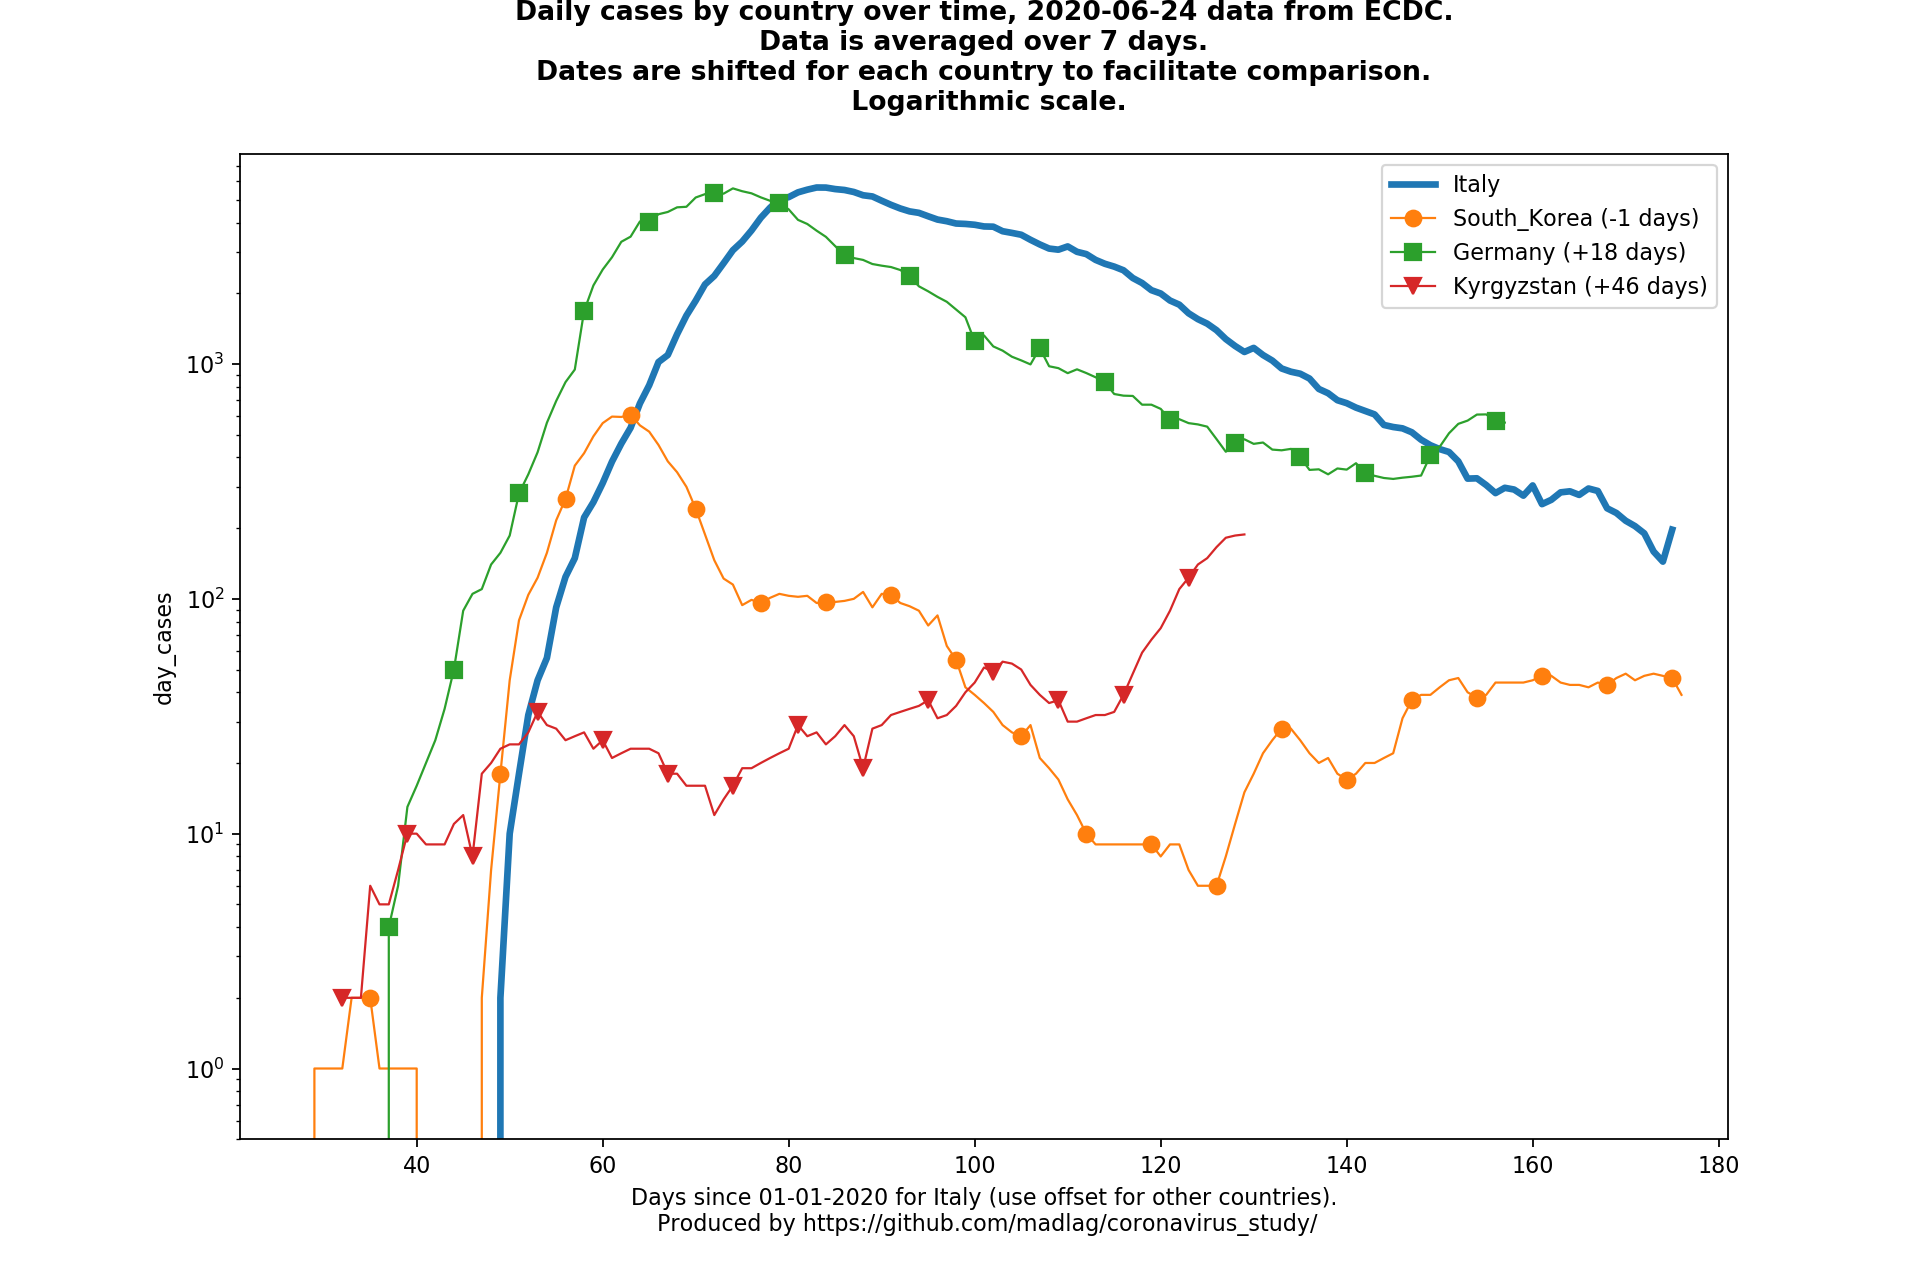 Daily cases by country over time, 2020-06-24 data from ECDC.
Data is averaged over 7 days.
Dates are shifted for each country to facilitate comparison.
Logarithmic scale.
Italy
South_Korea (-1 days)
Germany (+18 days)
Kyrgyzstan (+46 days)
day_cases
10³
10²
10¹
10⁰
40 60 80 100 120 140 160 180
Days since 01-01-2020 for Italy (use offset for other countries).
Produced by https://github.com/madlag/coronavirus_study/